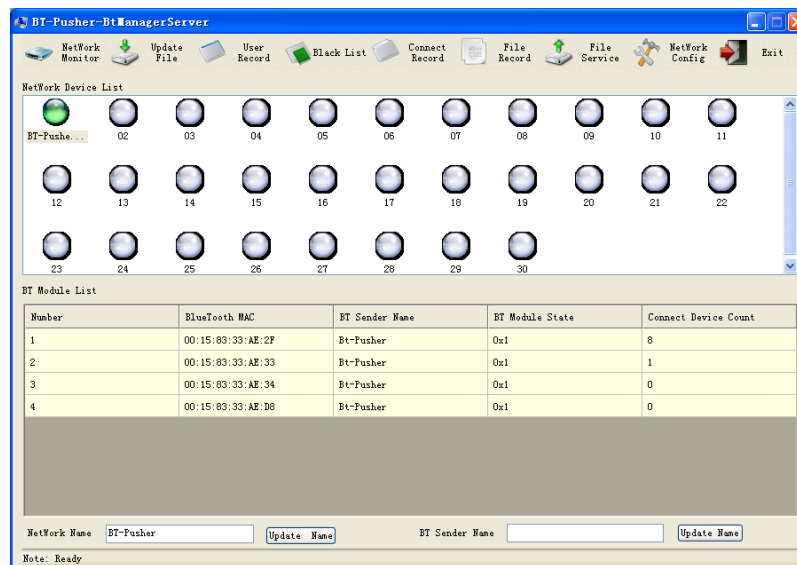 BT-Pusher-BtManagerServer
NetWork Monitor
Update File
User Record
Black List
Connect Record
File Record
File Service
NetWork Config
Exit
NetWork Device List
BT-Pushe... 02 03 04 05 06 07 08 09 10 11
12 13 14 15 16 17 18 19 20 21 22
23 24 25 26 27 28 29 30
BT Module List
Number BlueTooth MAC BT Sender Name BT Module State Connect Device Count
1 00:15:83:33:AE:2F Bt-Pusher 0x1 8
2 00:15:83:33:AE:33 Bt-Pusher 0x1 1
3 00:15:83:33:AE:34 Bt-Pusher 0x1 0
4 00:15:83:33:AE:D8 Bt-Pusher 0x1 0
NetWork Name BT-Pusher Update Name BT Sender Name Update Name
Note: Ready